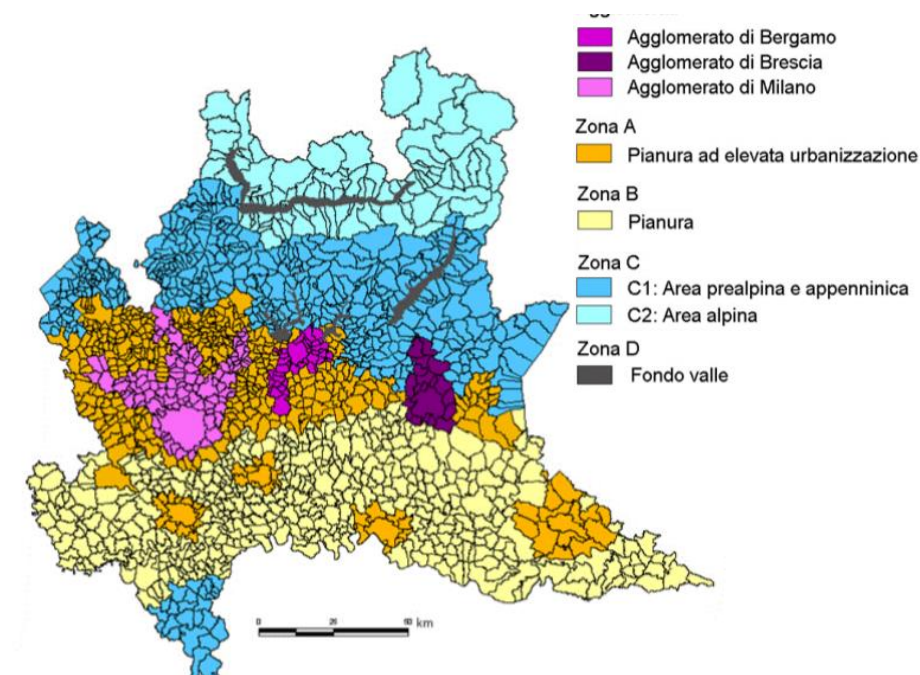 Agglomerato di Bergamo
Agglomerato di Brescia
Agglomerato di Milano
Zona A
Pianura ad elevata urbanizzazione
Zona B
Pianura
Zona C
C1: Area prealpina e appenninica
C2: Area alpina
Zona D
Fondo valle
0
km